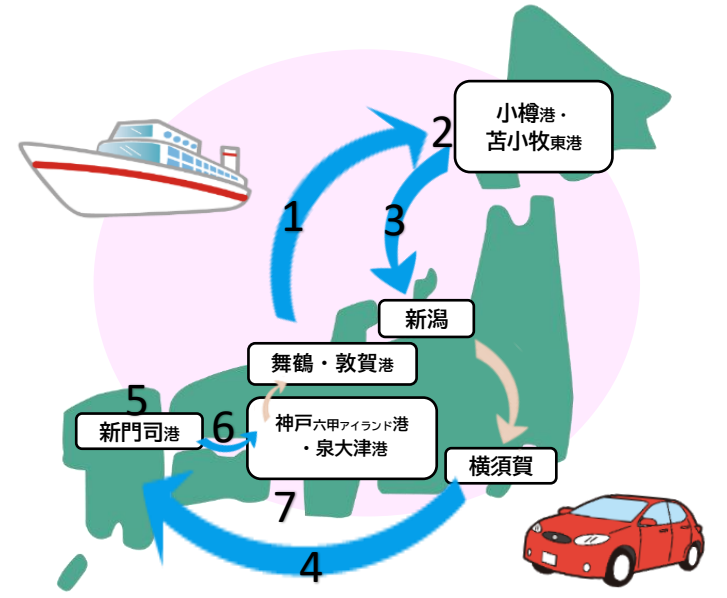 小樽港・
苫小牧東港
2
1
3
新潟
舞鶴・敦賀港
5
新門司港
6
神戸六甲アイランド港
・泉大津港
横須賀
7
4